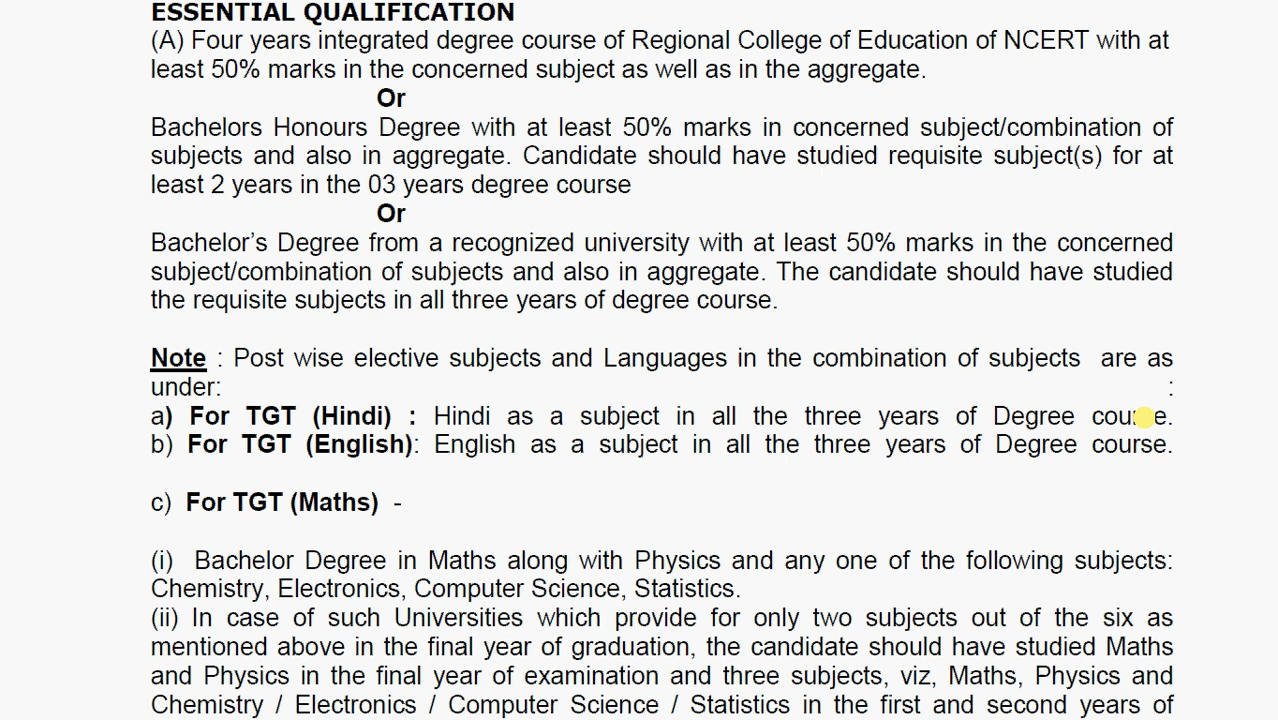 ESSENTIAL QUALIFICATION
(A) Four years integrated degree course of Regional College of Education of NCERT with at
least 50% marks in the concerned subject as well as in the aggregate.
Or
Bachelors Honours Degree with at least 50% marks in concerned subject/combination of
subjects and also in aggregate. Candidate should have studied requisite subject(s) for at
least 2 years in the 03 years degree course
Or
Bachelor's Degree from a recognized university with at least 50% marks in the concerned
subject/combination of subjects and also in aggregate. The candidate should have studied
the requisite subjects in all three years of degree course.
Note : Post wise elective subjects and Languages in the combination of subjects are as
under: :
a) For TGT (Hindi) : Hindi as a subject in all the three years of Degree course.
b) For TGT (English): English as a subject in all the three years of Degree course.
c) For TGT (Maths) -
(i) Bachelor Degree in Maths along with Physics and any one of the following subjects:
Chemistry, Electronics, Computer Science, Statistics.
(ii) In case of such Universities which provide for only two subjects out of the six as
mentioned above in the final year of graduation, the candidate should have studied Maths
and Physics in the final year of examination and three subjects, viz, Maths, Physics and
Chemistry / Electronics / Computer Science / Statistics in the first and second years of